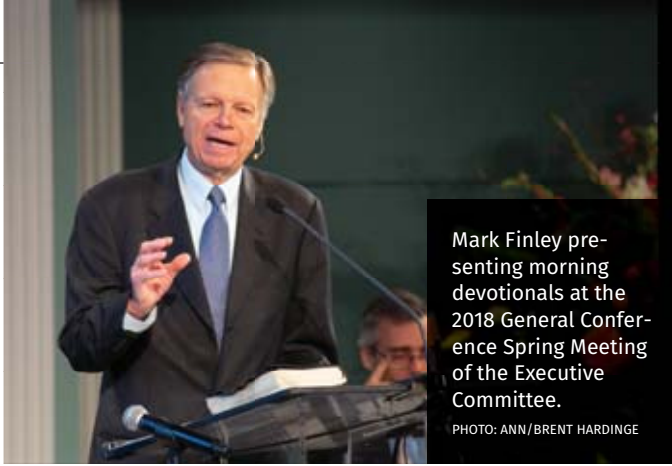 Mark Finley pre-
senting morning
devotionals at the
2018 General Confer-
ence Spring Meeting
of the Executive
Committee.
PHOTO: ANN/BRENT HARDINGE